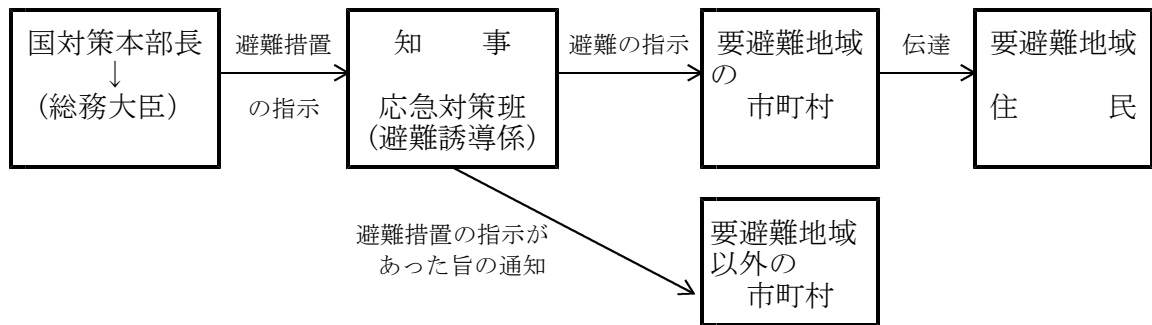 国対策本部長
↓
(総務大臣)
避難措置
の指示
知　　事
応急対策班
(避難誘導係)
避難の指示
要避難地域
の
市町村
伝達
要避難地域
住　　民
避難措置の指示が
あった旨の通知
要避難地域
以外の
市町村